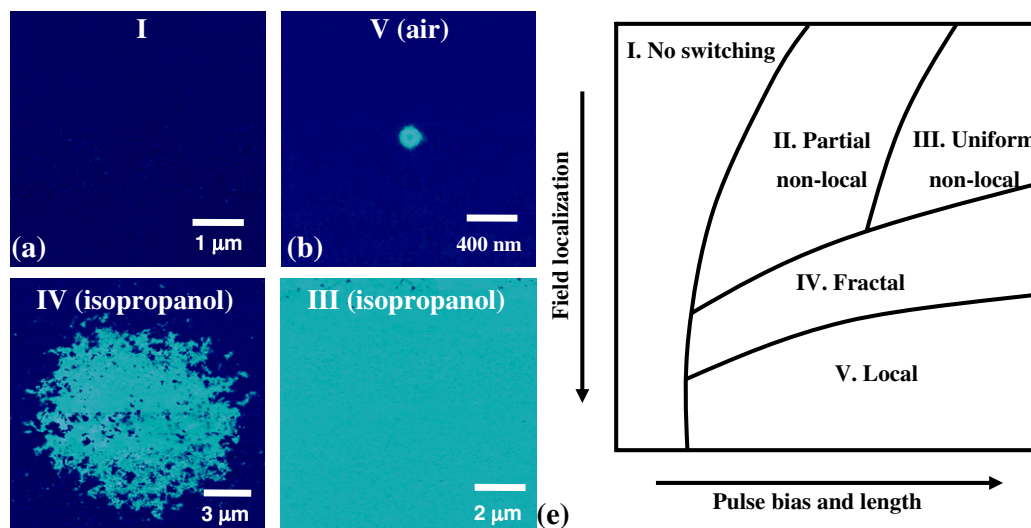 I
1 μm
(a)
V (air)
400 nm
(b)
IV (isopropanol)
3 μm
III (isopropanol)
2 μm
(e)
Field localization
I. No switching
II. Partial
non-local
III. Uniform
non-local
IV. Fractal
V. Local
Pulse bias and length